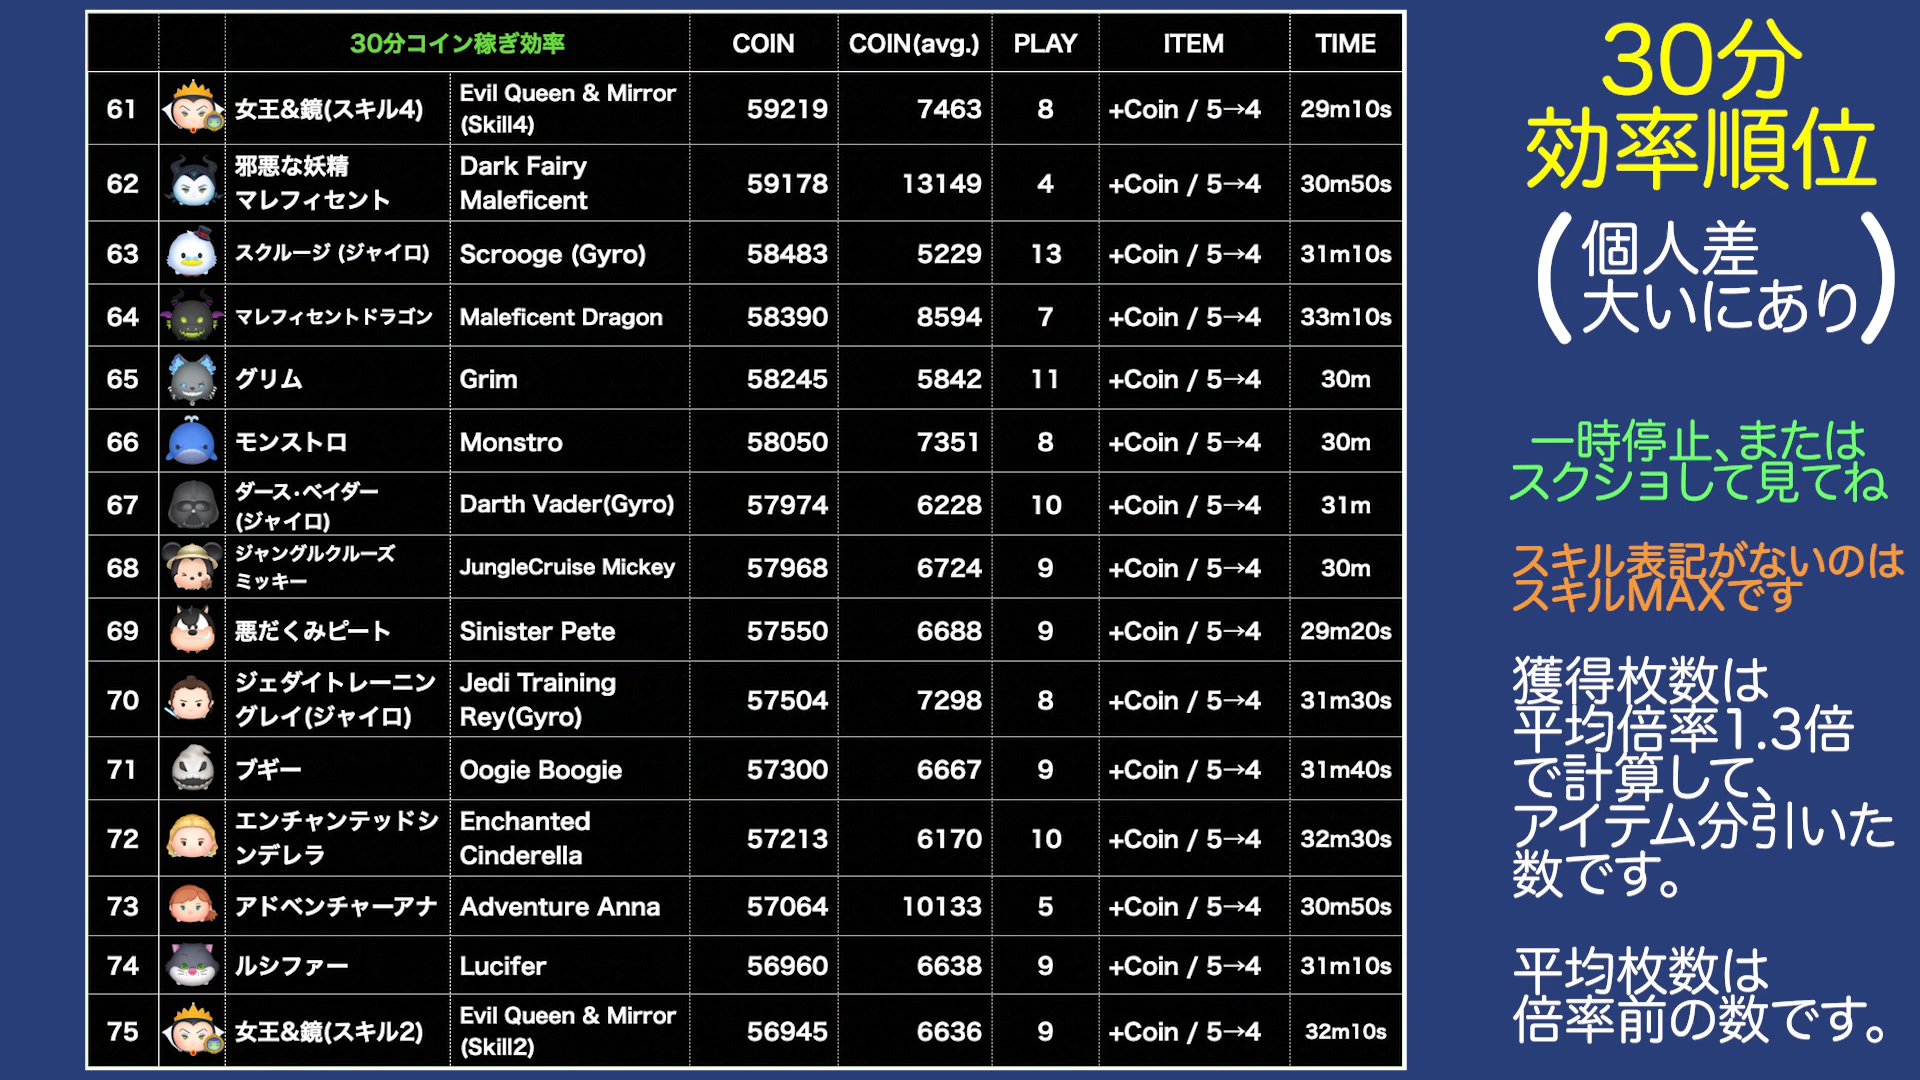 30分コイン稼ぎ効率 COIN COIN(avg.) PLAY ITEM TIME
61 女王&鏡(スキル4) Evil Queen & Mirror (Skill4) 59219 7463 8 +Coin / 5→4 29m10s
62 邪悪な妖精 マレフィセント Dark Fairy Maleficent 59178 13149 4 +Coin / 5→4 30m50s
63 スクルージ (ジャイロ) Scrooge (Gyro) 58483 5229 13 +Coin / 5→4 31m10s
64 マレフィセントドラゴン Maleficent Dragon 58390 8594 7 +Coin / 5→4 33m10s
65 グリム Grim 58245 5842 11 +Coin / 5→4 30m
66 モンストロ Monstro 58050 7351 8 +Coin / 5→4 30m
67 ダース・ベイダー (ジャイロ) Darth Vader(Gyro) 57974 6228 10 +Coin / 5→4 31m
68 ジャングルクルーズ ミッキー JungleCruise Mickey 57968 6724 9 +Coin / 5→4 30m
69 悪だくみピート Sinister Pete 57550 6688 9 +Coin / 5→4 29m20s
70 ジェダイトレーニン グレイ(ジャイロ) Jedi Training Rey(Gyro) 57504 7298 8 +Coin / 5→4 31m30s
71 ブギー Oogie Boogie 57300 6667 9 +Coin / 5→4 31m40s
72 エンチャンテッドシ ンデレラ Enchanted Cinderella 57213 6170 10 +Coin / 5→4 32m30s
73 アドベンチャーアナ Adventure Anna 57064 10133 5 +Coin / 5→4 30m50s
74 ルシファー Lucifer 56960 6638 9 +Coin / 5→4 31m10s
75 女王&鏡(スキル2) Evil Queen & Mirror (Skill2) 56945 6636 9 +Coin / 5→4 32m10s
30分
効率順位
(個人差
大いにあり)
一時停止、または
スクショして見てね
スキル表記がないのは
スキルMAXです
獲得枚数は
平均倍率1.3倍
で計算して、
アイテム分引いた
数です。
平均枚数は
倍率前の数です。